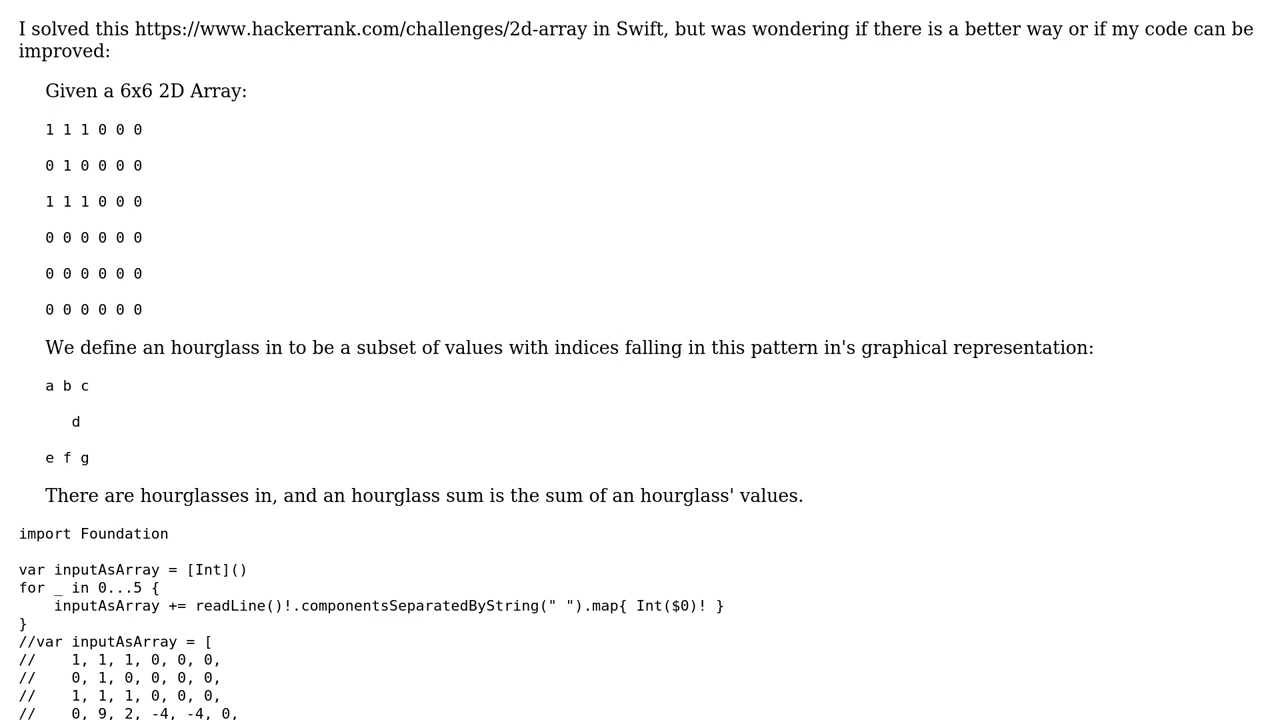 I solved this https://www.hackerrank.com/challenges/2d-array in Swift, but was wondering if there is a better way or if my code can be
improved:
Given a 6x6 2D Array:
1 1 1 0 0 0
0 1 0 0 0 0
1 1 1 0 0 0
0 0 0 0 0 0
0 0 0 0 0 0
0 0 0 0 0 0
We define an hourglass in to be a subset of values with indices falling in this pattern in's graphical representation:
a b c
   d
e f g
There are hourglasses in, and an hourglass sum is the sum of an hourglass' values.
import Foundation
var inputAsArray = [Int]()
for _ in 0...5 {
    inputAsArray += readLine()!.componentsSeparatedByString(" ").map{ Int($0)! }
}
//var inputAsArray = [
//    1, 1, 1, 0, 0, 0,
//    0, 1, 0, 0, 0, 0,
//    1, 1, 1, 0, 0, 0,
//    0, 9, 2, -4, -4, 0,